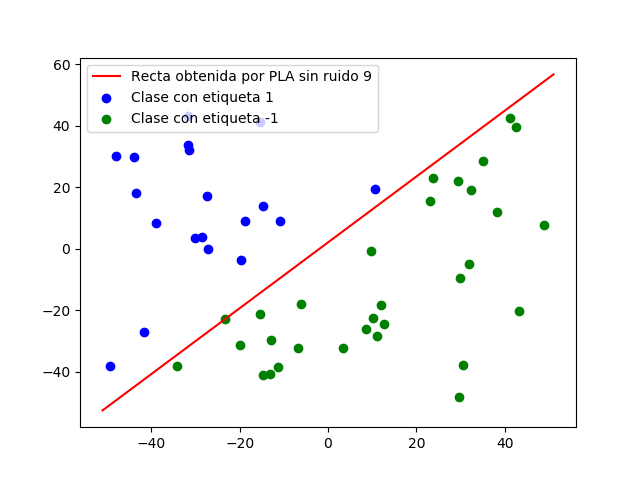 Recta obtenida por PLA sin ruido 9
Clase con etiqueta 1
Clase con etiqueta -1
60
40
20
0
−20
−40
−40 −20 0 20 40